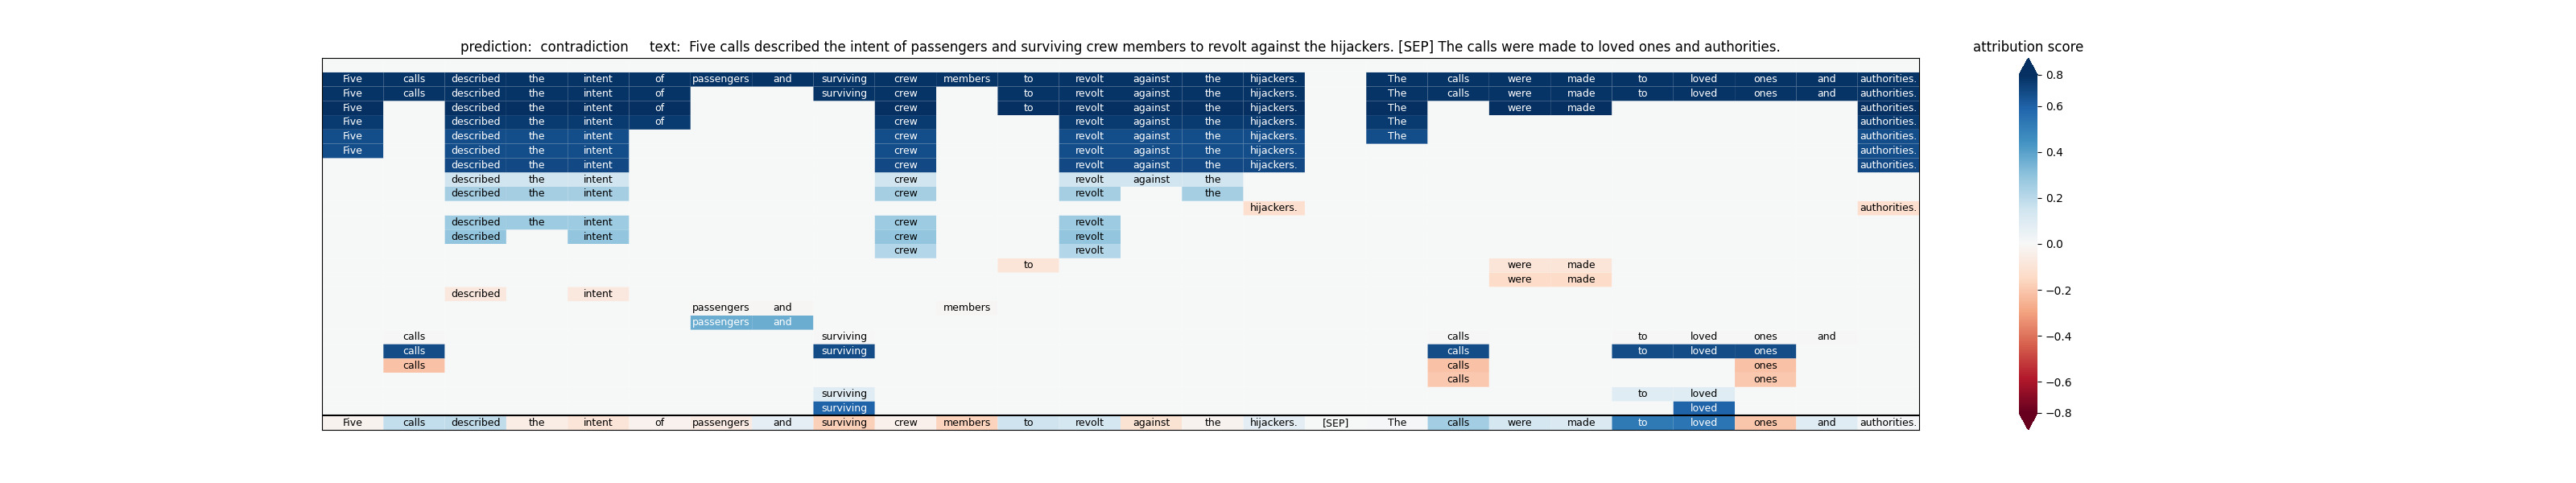 prediction: contradiction text: Five calls described the intent of passengers and surviving crew members to revolt against the hijackers. [SEP] The calls were made to loved ones and authorities.
attribution score
Five calls described the intent of passengers and surviving crew members to revolt against the hijackers. The calls were made to loved ones and authorities.
Five calls described the intent of surviving crew to revolt against the hijackers. The calls were made to loved ones and authorities.
Five described the intent of crew to revolt against the hijackers. The were made authorities.
Five described the intent of crew revolt against the hijackers. The authorities.
Five described the intent crew revolt against the hijackers. The authorities.
Five described the intent crew revolt against the hijackers. authorities.
described the intent crew revolt against the hijackers. authorities.
described the intent crew revolt against the
described the intent crew revolt the
hijackers. authorities.
described the intent crew revolt
described intent crew revolt
crew revolt
to were made
were made
described intent
passengers and members
passengers and
calls surviving calls to loved ones and
calls surviving calls to loved ones
calls calls ones
calls ones
surviving to loved
surviving loved
Five calls described the intent of passengers and surviving crew members to revolt against the hijackers. [SEP] The calls were made to loved ones and authorities.
0.8
0.6
0.4
0.2
0.0
−0.2
−0.4
−0.6
−0.8